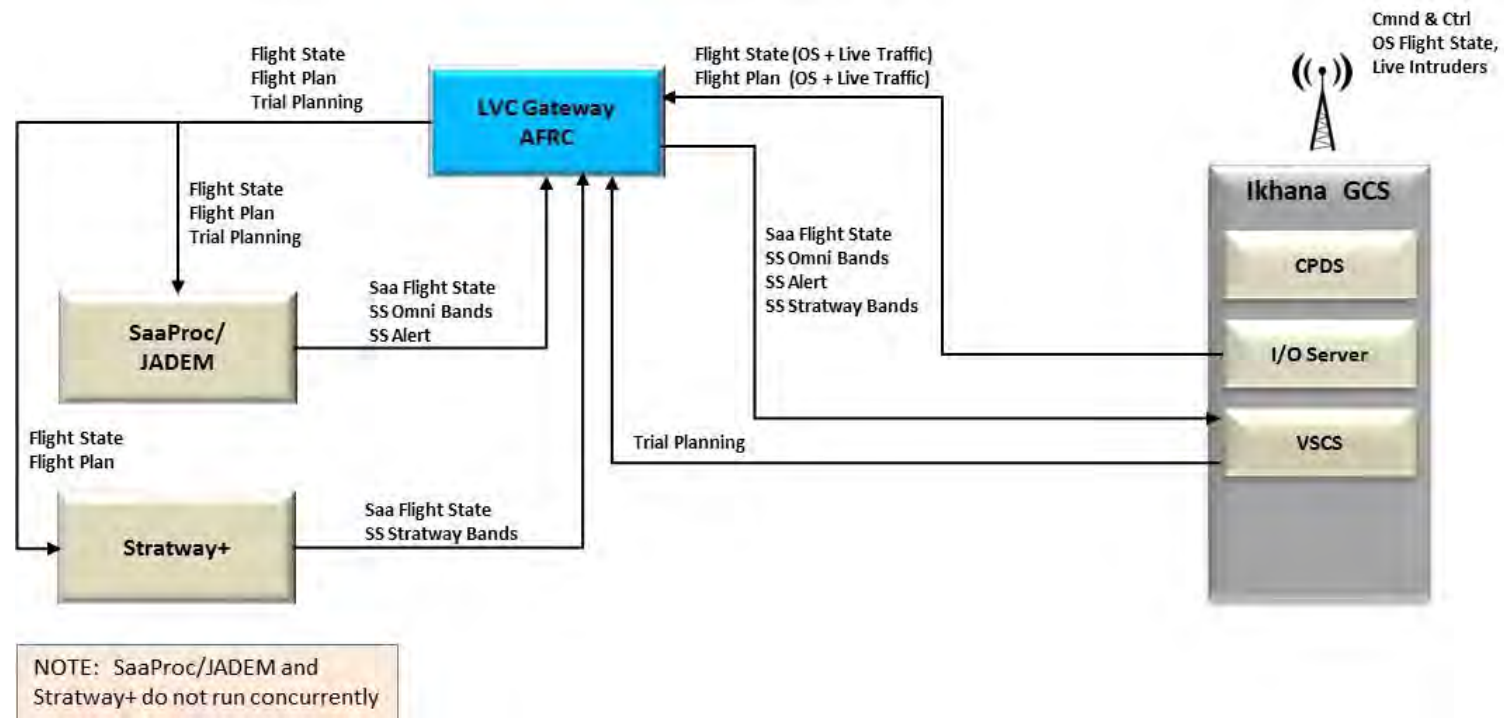 Cmnd & Ctrl
OS Flight State,
Live Intruders
Flight State
Flight Plan
Trial Planning
Flight State (OS + Live Traffic)
Flight Plan (OS + Live Traffic)
LVC Gateway
AFRC
Ikhana GCS
CPDS
I/O Server
VSCS
Flight State
Flight Plan
Trial Planning
Saa Flight State
SS Omni Bands
SS Alert
SS Stratway Bands
Saa Flight State
SS Omni Bands
SS Alert
SaaProc/
JADEM
Flight State
Flight Plan
Trial Planning
Saa Flight State
SS Stratway Bands
Stratway+
NOTE: SaaProc/JADEM and
Stratway+ do not run concurrently